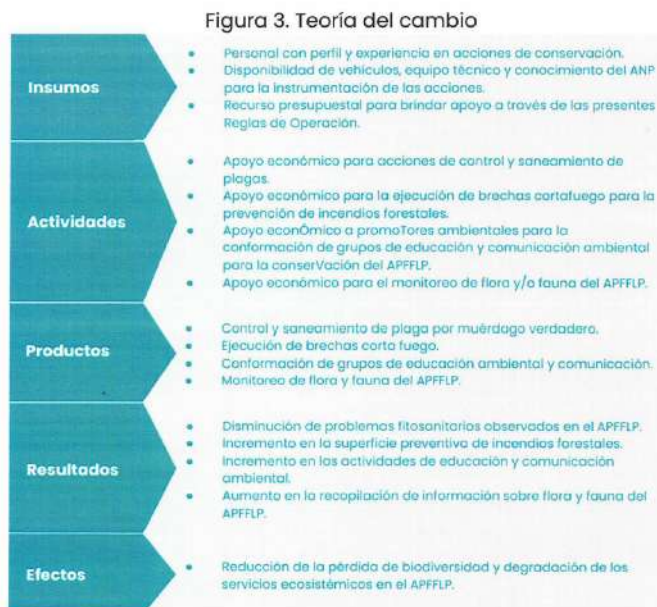 Figura 3. Teoría del cambio
Insumos
• Personal con perfil y experiencia en acciones de conservación.
• Disponibilidad de vehículos, equipo técnico y conocimiento del ANP
para la instrumentación de las acciones.
• Recurso presupuestal para brindar apoyo a través de las presentes
Reglas de Operación.
Actividades
• Apoyo económico para acciones de control y saneamiento de
plagas.
• Apoyo económico para la ejecución de brechas cortafuego para la
prevención de incendios forestales.
• Apoyo econÓmico a promoTores ambientales para la
conformación de grupos de educación y comunicación ambiental
para la conserVación del APFFLP.
• Apoyo económico para el monitoreo de flora y/o fauna del APFFLP.
Productos
• Control y saneamiento de plaga por muérdago verdadero.
• Ejecución de brechas corta fuego.
• Conformación de grupos de educación ambiental y comunicación.
• Monitoreo de flora y fauna del APFFLP.
Resultados
• Disminución de problemas fitosanitarios observados en el APFFLP.
• Incremento en la superficie preventiva de incendios forestales.
• Incremento en las actividades de educación y comunicación
ambiental.
• Aumento en la recopilación de información sobre flora y fauna del
APFFLP.
Efectos
• Reducción de la pérdida de biodiversidad y degradación de los
servicios ecosistémicos en el APFFLP.